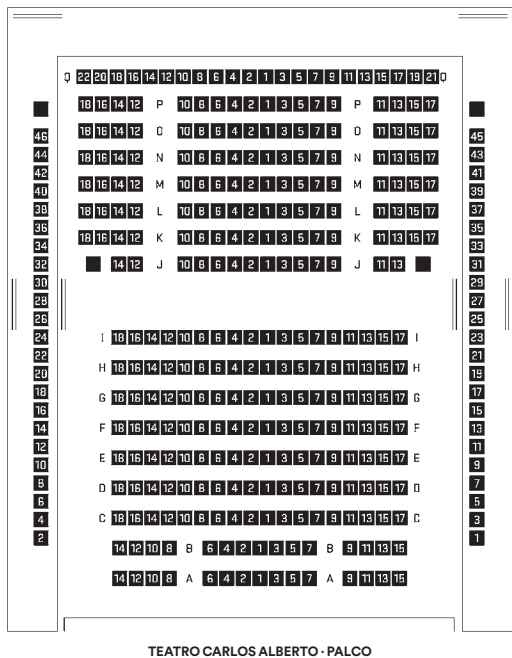 Q 22 20 18 16 14 12 10 8 6 4 2 1 3 5 7 9 11 13 15 17 19 21 Q
18 16 14 12 P 10 8 6 4 2 1 3 5 7 9 P 11 13 15 17
18 16 14 12 O 10 8 6 4 2 1 3 5 7 9 O 11 13 15 17
18 16 14 12 N 10 8 6 4 2 1 3 5 7 9 N 11 13 15 17
18 16 14 12 M 10 8 6 4 2 1 3 5 7 9 M 11 13 15 17
18 16 14 12 L 10 8 6 4 2 1 3 5 7 9 L 11 13 15 17
18 16 14 12 K 10 8 6 4 2 1 3 5 7 9 K 11 13 15 17
14 12 J 10 8 6 4 2 1 3 5 7 9 J 11 13
I 18 16 14 12 10 8 6 4 2 1 3 5 7 9 11 13 15 17 I
H 18 16 14 12 10 8 6 4 2 1 3 5 7 9 11 13 15 17 H
G 18 16 14 12 10 8 6 4 2 1 3 5 7 9 11 13 15 17 G
F 18 16 14 12 10 8 6 4 2 1 3 5 7 9 11 13 15 17 F
E 18 16 14 12 10 8 6 4 2 1 3 5 7 9 11 13 15 17 E
D 18 16 14 12 10 8 6 4 2 1 3 5 7 9 11 13 15 17 D
C 18 16 14 12 10 8 6 4 2 1 3 5 7 9 11 13 15 17 C
14 12 10 8 B 6 4 2 1 3 5 7 B 9 11 13 15
14 12 10 8 A 6 4 2 1 3 5 7 A 9 11 13 15
46
44
42
40
38
36
34
32
30
28
26
24
22
20
18
16
14
12
10
8
6
4
2
45
43
41
39
37
35
33
31
29
27
25
23
21
19
17
15
13
11
9
7
5
3
1
TEATRO CARLOS ALBERTO · PALCO